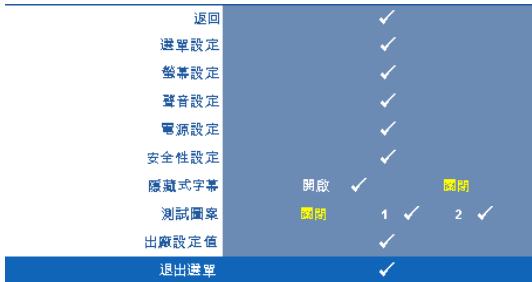 返回 ✓
選單設定 ✓
螢幕設定 ✓
聲音設定 ✓
電源設定 ✓
安全性設定 ✓
隱藏式字幕 開啟 ✓ 關閉
測試圖案 關閉 1 ✓ 2 ✓
出廠設定值 ✓
退出選單 ✓